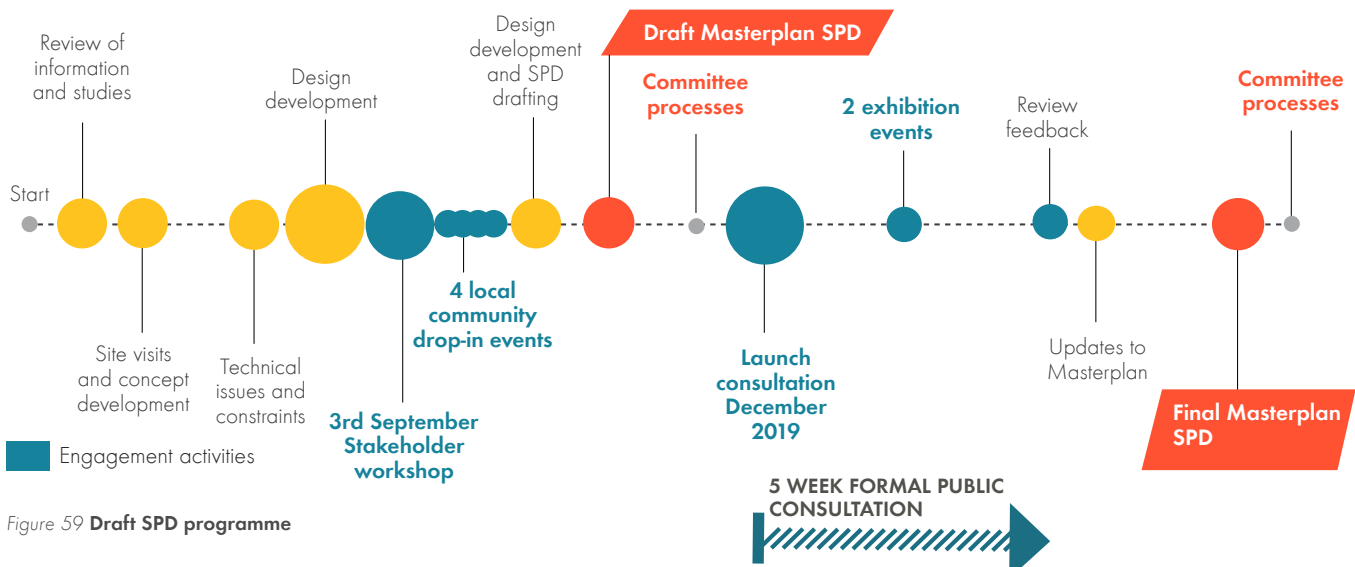 Start
Review of
information
and studies
Site visits
and concept
development
Technical
issues and
constraints
Design
development
3rd September
Stakeholder
workshop
4 local
community
drop-in events
Design
development
and SPD
drafting
Draft Masterplan SPD
Committee
processes
Launch
consultation
December
2019
2 exhibition
events
Review
feedback
Updates to
Masterplan
Final Masterplan
SPD
Committee
processes
Engagement activities
5 WEEK FORMAL PUBLIC
CONSULTATION
Figure 59 Draft SPD programme